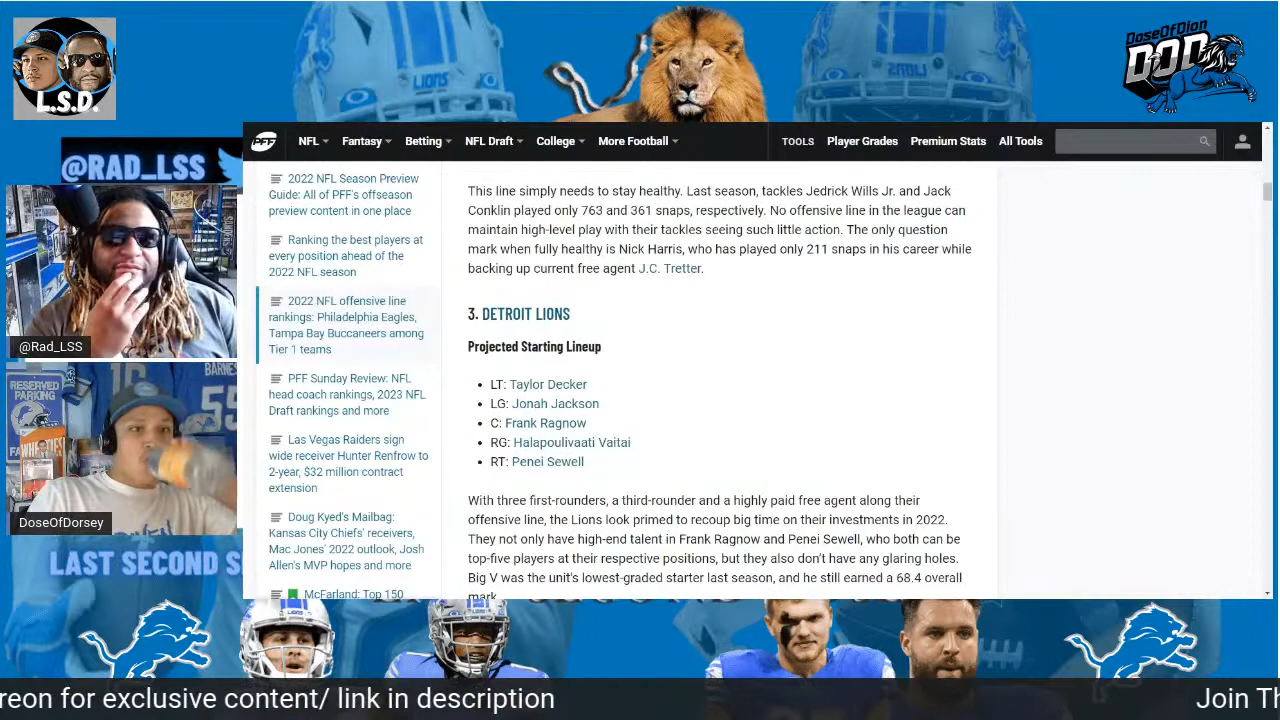 L.S.D.
DoseOfDion
DOD
LIONS
@RAD_LSS
@Rad_LSS
RESERVED
PARKING
BARNES
DoseOfDorsey
LAST SECOND S
PFF
NFL
Fantasy
Betting
NFL Draft
College
More Football
TOOLS
Player Grades
Premium Stats
All Tools
2022 NFL Season Preview
Guide: All of PFF's offseason
preview content in one place
Ranking the best players at
every position ahead of the
2022 NFL season
2022 NFL offensive line
rankings: Philadelphia Eagles,
Tampa Bay Buccaneers among
Tier 1 teams
PFF Sunday Review: NFL
head coach rankings, 2023 NFL
Draft rankings and more
Las Vegas Raiders sign
wide receiver Hunter Renfrow to
2-year, $32 million contract
extension
Doug Kyed's Mailbag:
Kansas City Chiefs' receivers,
Mac Jones' 2022 outlook, Josh
Allen's MVP hopes and more
McFarland: Top 150
This line simply needs to stay healthy. Last season, tackles Jedrick Wills Jr. and Jack
Conklin played only 763 and 361 snaps, respectively. No offensive line in the league can
maintain high-level play with their tackles seeing such little action. The only question
mark when fully healthy is Nick Harris, who has played only 211 snaps in his career while
backing up current free agent J.C. Tretter.
3. DETROIT LIONS
Projected Starting Lineup
LT: Taylor Decker
LG: Jonah Jackson
C: Frank Ragnow
RG: Halapoulivaati Vaitai
RT: Penei Sewell
With three first-rounders, a third-rounder and a highly paid free agent along their
offensive line, the Lions look primed to recoup big time on their investments in 2022.
They not only have high-end talent in Frank Ragnow and Penei Sewell, who both can be
top-five players at their respective positions, but they also don't have any glaring holes.
Big V was the unit's lowest-graded starter last season, and he still earned a 68.4 overall
mark
reon for exclusive content/ link in description
Join Th